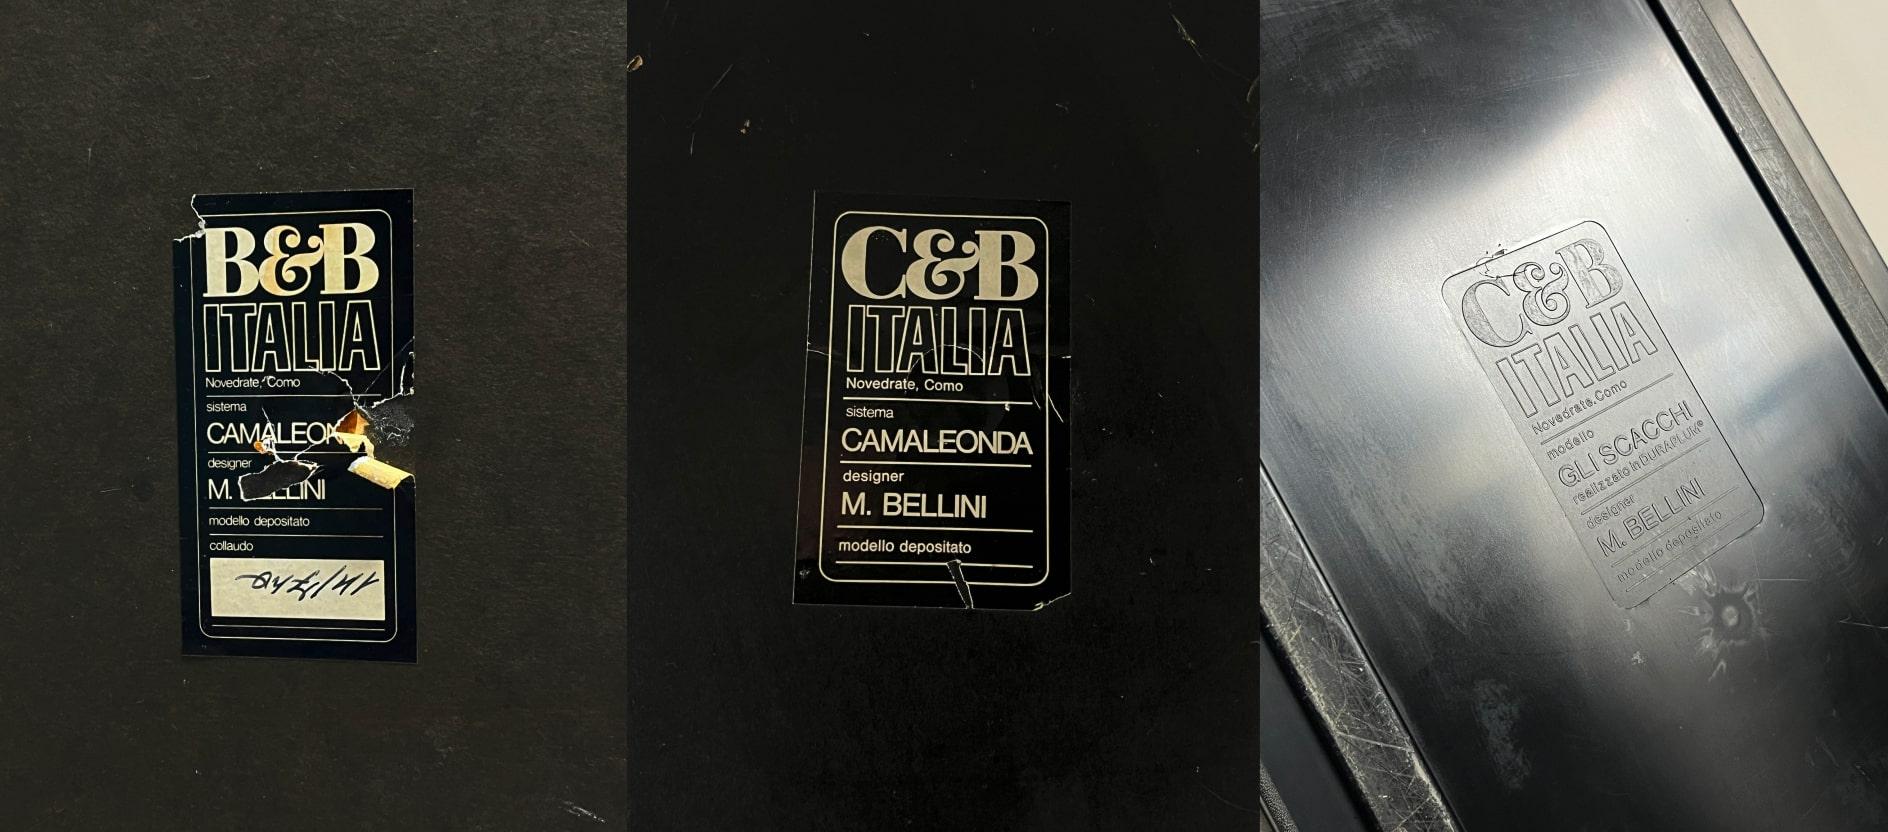 B&B
ITALIA
Novedrate, Como
sistema
CAMALEON
designer
M. LLINI
modello depositato
collaudo
C&B
ITALIA
Novedrate, Como
sistema
CAMALEONDA
designer
M. BELLINI
modello depositato
C&B
ITALIA
Novedrate.Como
modello
GLI SCACCHI
realizzato in DURAPLUM®
designer
M. BELLINI
modello depositato